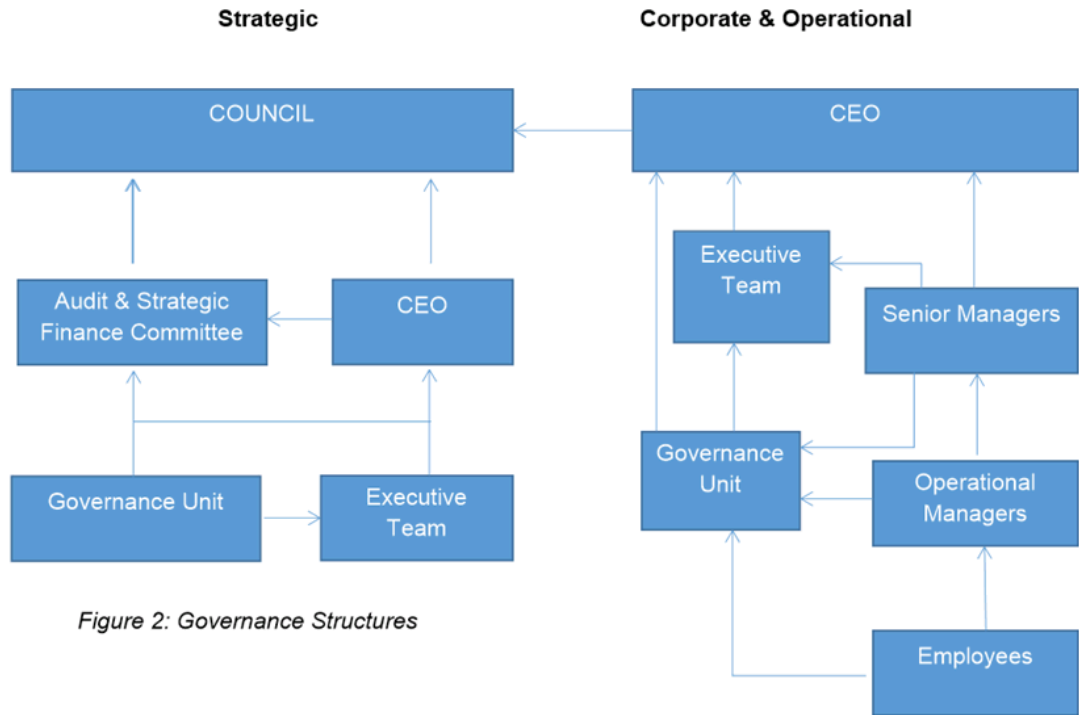 Strategic
Corporate & Operational
COUNCIL
CEO
Executive
Team
Audit & Strategic
Finance Committee
CEO
Senior Managers
Governance
Unit
Governance Unit
Executive
Team
Operational
Managers
Figure 2: Governance Structures
Employees